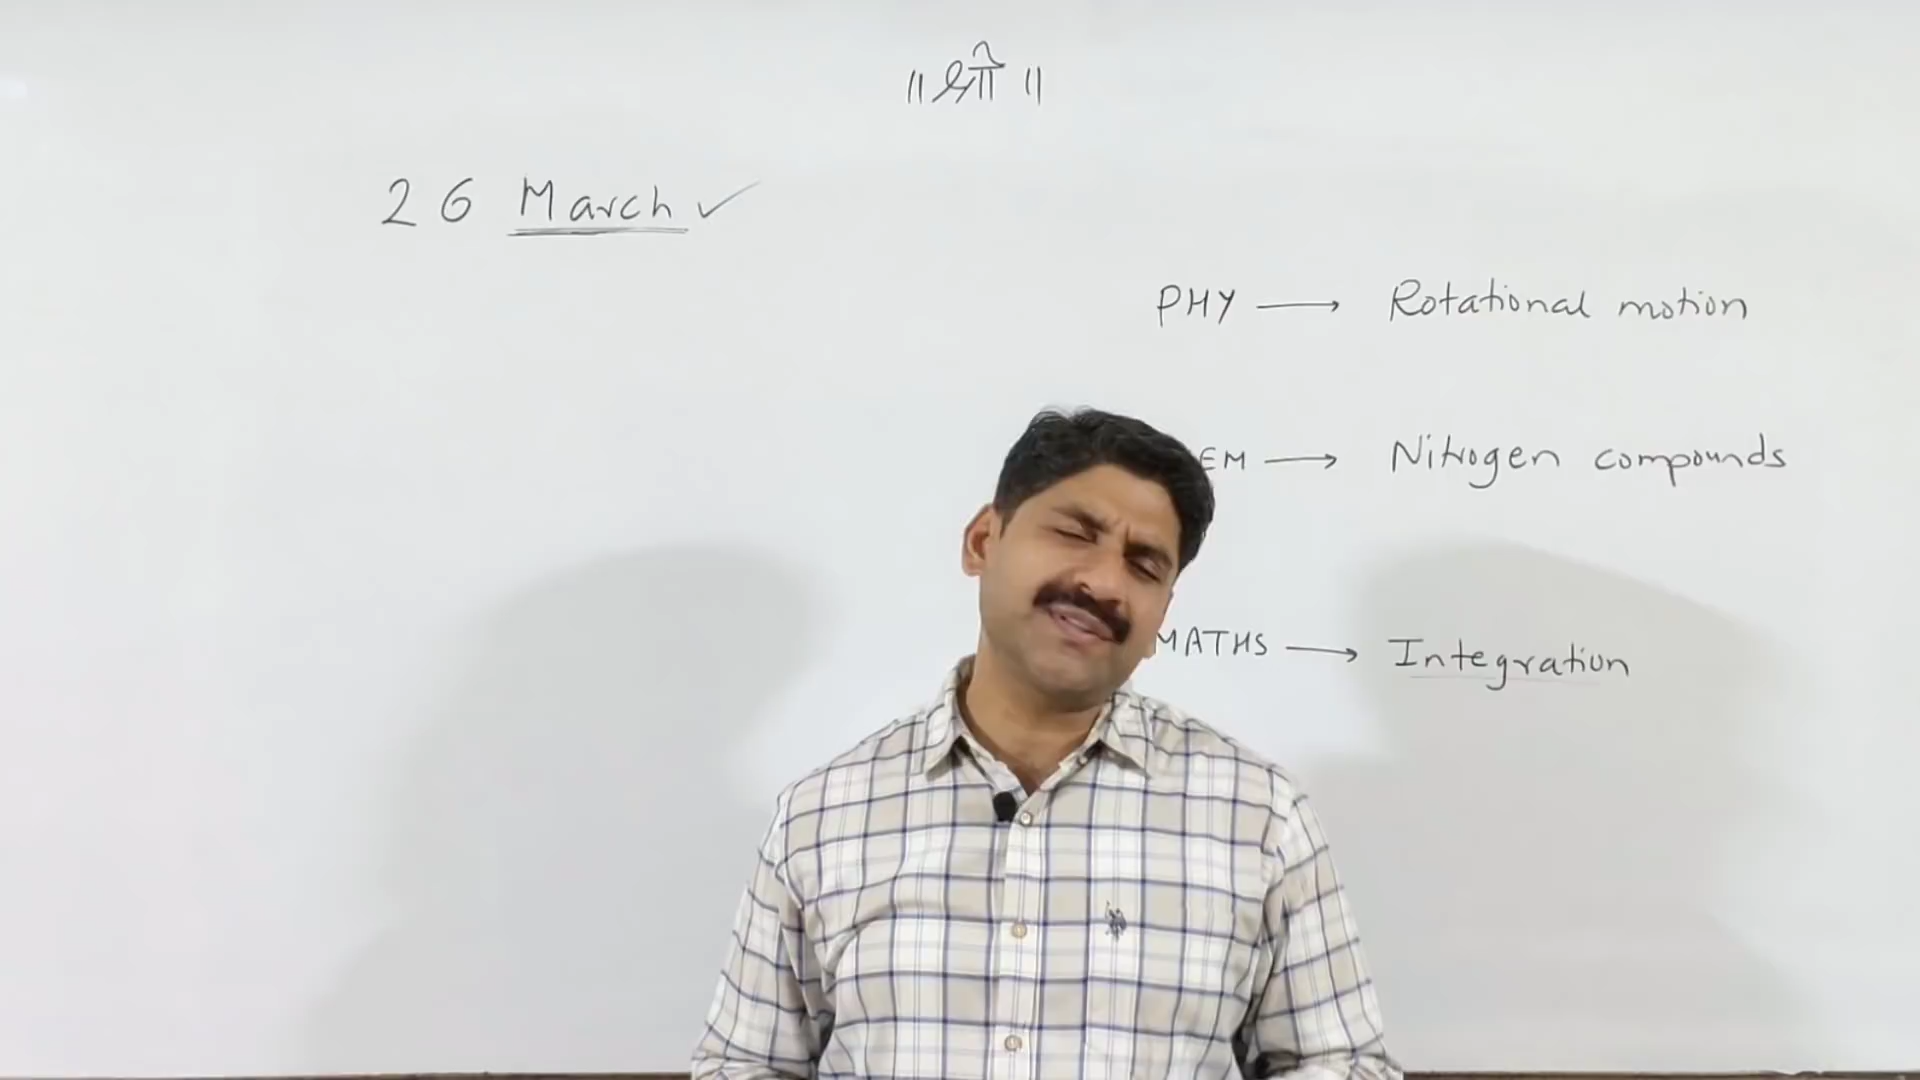 ॥ श्री ॥
26 March ✓
PHY → Rotational motion
EM → Nitrogen compounds
MATHS → Integration